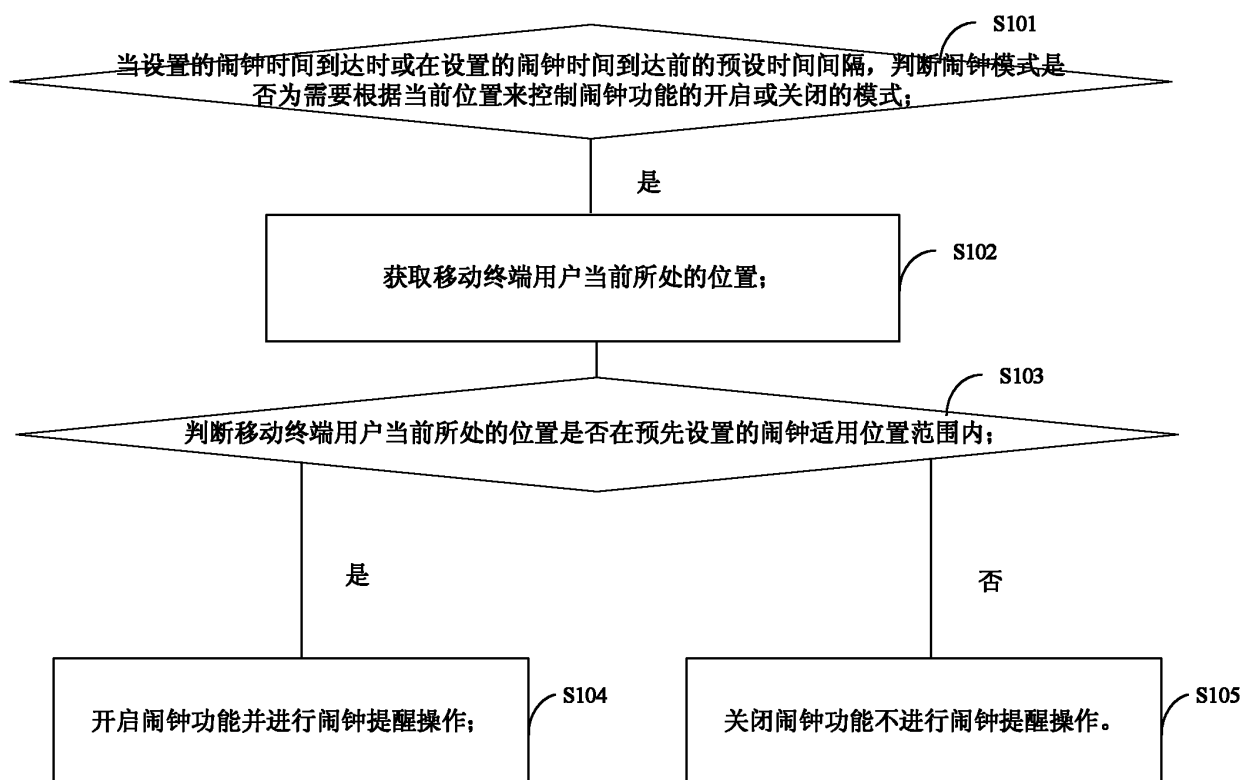 S101
当设置的闹钟时间到达时或在设置的闹钟时间到达前的预设时间间隔，判断闹钟模式是
否为需要根据当前位置来控制闹钟功能的开启或关闭的模式；
是
S102
获取移动终端用户当前所处的位置；
S103
判断移动终端用户当前所处的位置是否在预先设置的闹钟适用位置范围内；
是
否
S104
开启闹钟功能并进行闹钟提醒操作；
S105
关闭闹钟功能不进行闹钟提醒操作。